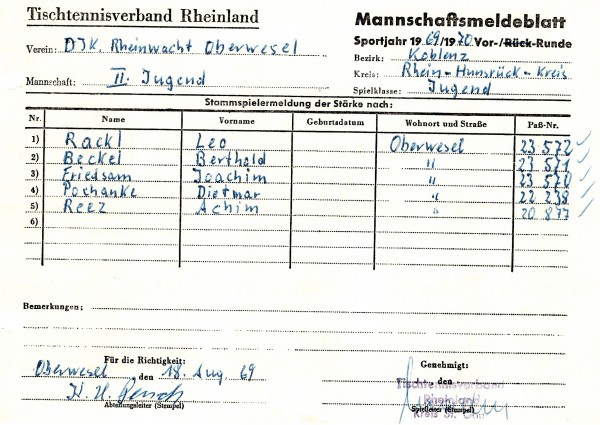 Tischtennisverband Rheinland
Mannschaftsmeldeblatt
Sportjahr 1969/1970 Vor-/Rück-Runde
Verein: DJK. Rheinwacht Oberwesel
Bezirk: Koblenz
Kreis: Rhein-Hunsrück-Kreis
Mannschaft: II. Jugend
Spielklasse: Jugend
Stammspielermeldung der Stärke nach:
Nr. Name Vorname Geburtsdatum Wohnort und Straße Paß-Nr.
1) Rackl Leo Oberwesel 23 572
2) Beckel Berthold " 23 571
3) Friedsam Joachim " 23 570
4) Poschanke Dietmar " 22 238
5) Reez Achim " 20 877
6)
Bemerkungen:
Für die Richtigkeit:
Genehmigt:
Oberwesel, den 18. Aug. 69
, den
Tischtennisverband
Rheinland
K. H.
Abteilungsleiter (Stempel)
Spielleiter (Stempel)
Kreis St.